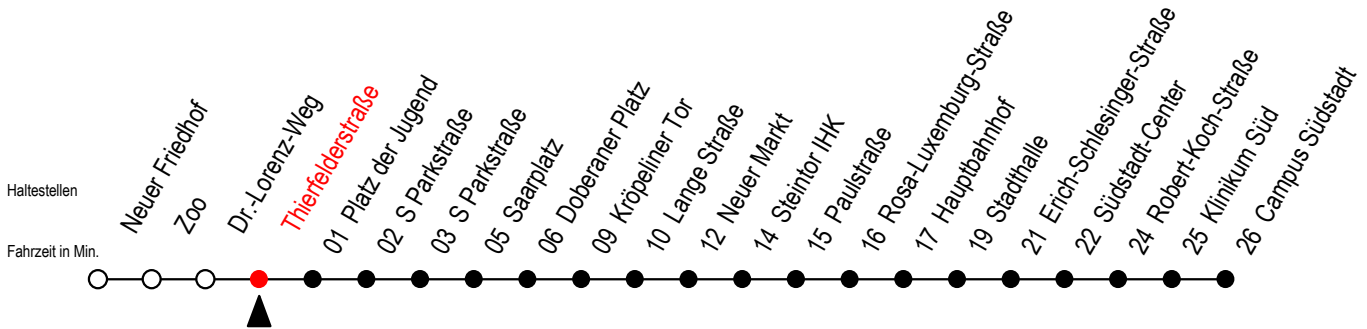 Haltestellen
Fahrzeit in Min.
Neuer Friedhof
Zoo
Dr.-Lorenz-Weg
Thierfelderstraße
01 Platz der Jugend
02 S Parkstraße
03 S Parkstraße
05 Saarplatz
06 Doberaner Platz
09 Kröpeliner Tor
10 Lange Straße
12 Neuer Markt
14 Steintor IHK
15 Paulstraße
16 Rosa-Luxemburg-Straße
17 Hauptbahnhof
19 Stadthalle
21 Erich-Schlesinger-Straße
22 Südstadt-Center
24 Robert-Koch-Straße
25 Klinikum Süd
26 Campus Südstadt